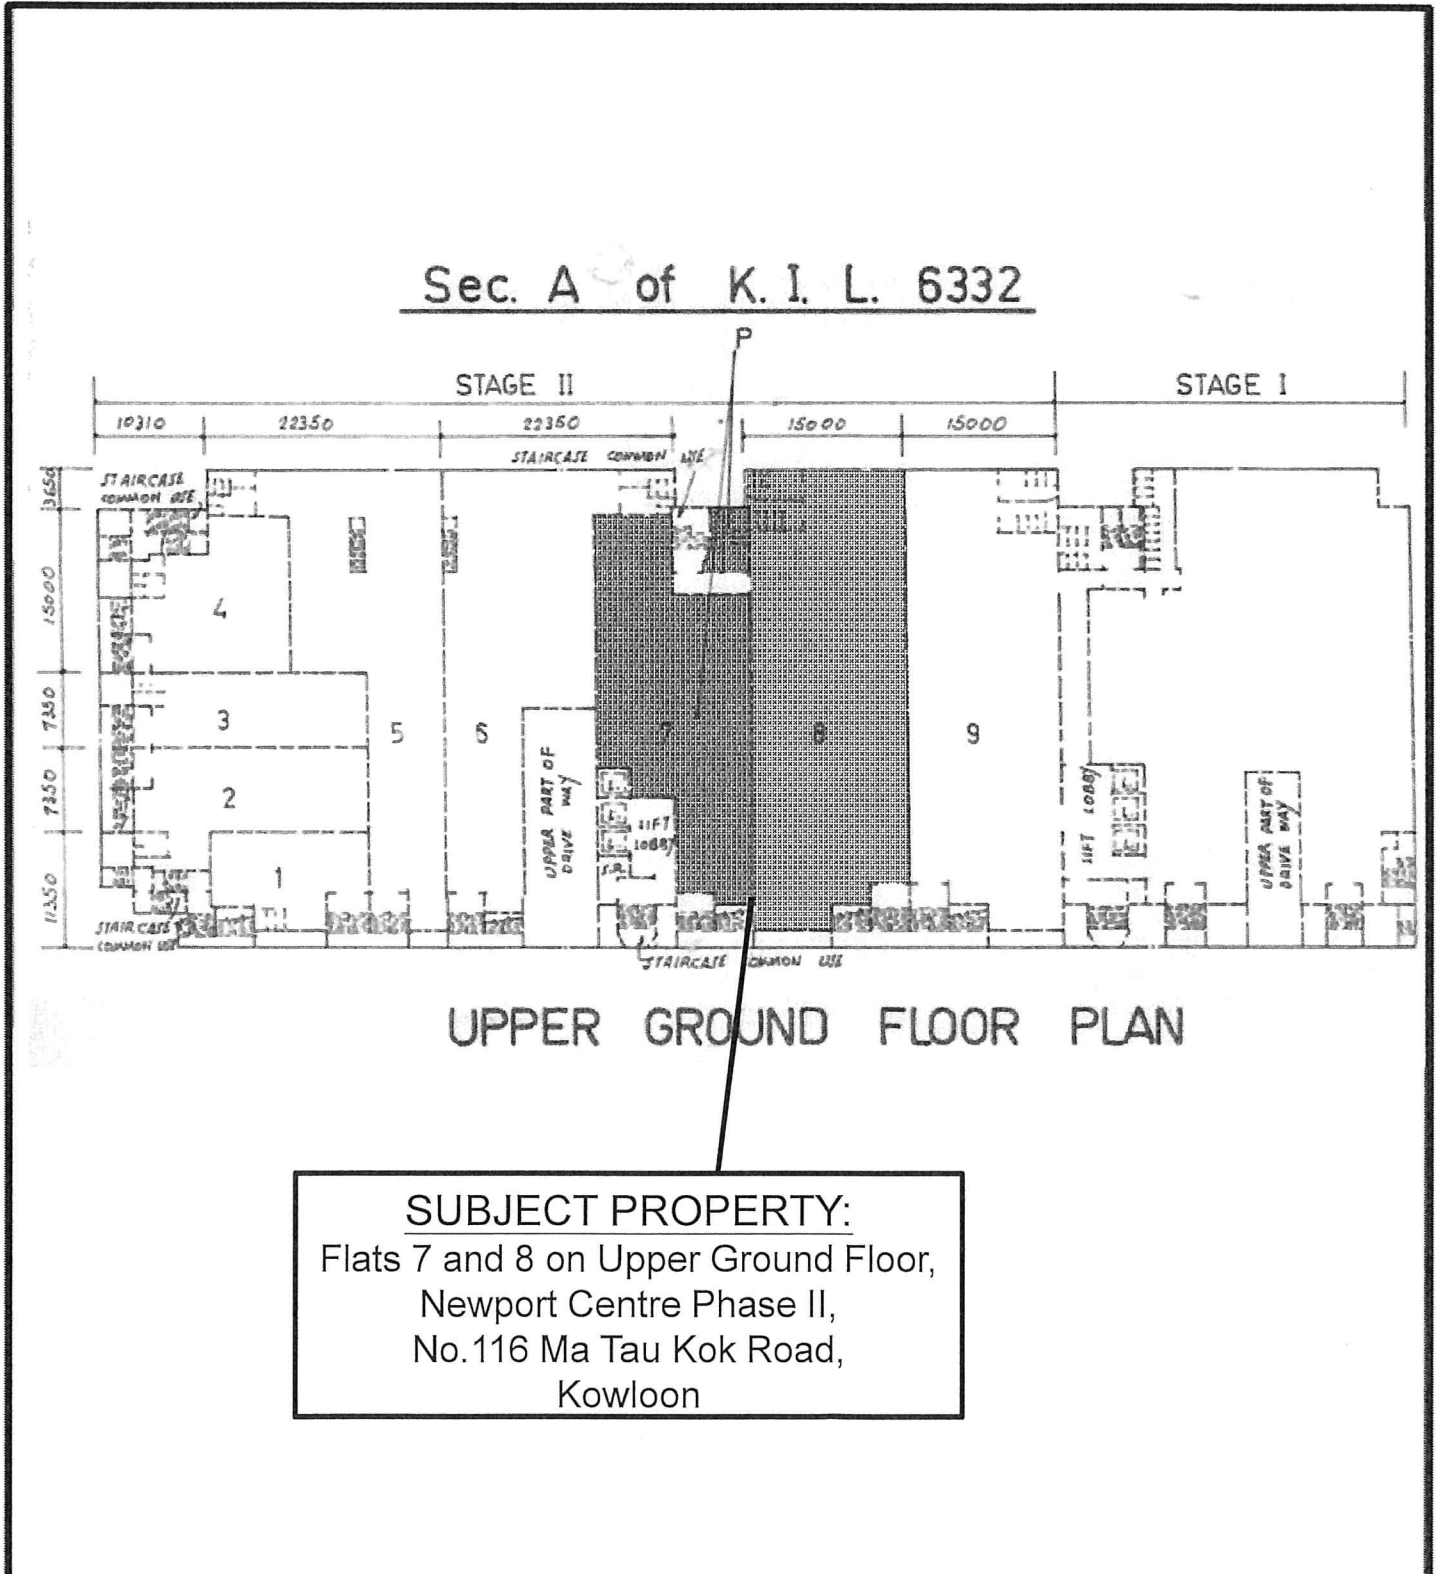 Sec. A of K. I. L. 6332
P
STAGE II
STAGE I
10310
22350
22350
15000
15000
STAIRCASE COMMON USE
STAIRCASE
COMMON USE
3650
15000
7350
7350
11350
4
3
2
1
5
6
7
8
9
UPPER PART OF
DRIVE WAY
LIFT
LOBBY
LIFT LOBBY
UPPER PART OF
DRIVE WAY
STAIRCASE
COMMON USE
STAIRCASE COMMON USE
UPPER GROUND FLOOR PLAN
SUBJECT PROPERTY:
Flats 7 and 8 on Upper Ground Floor,
Newport Centre Phase II,
No.116 Ma Tau Kok Road,
Kowloon